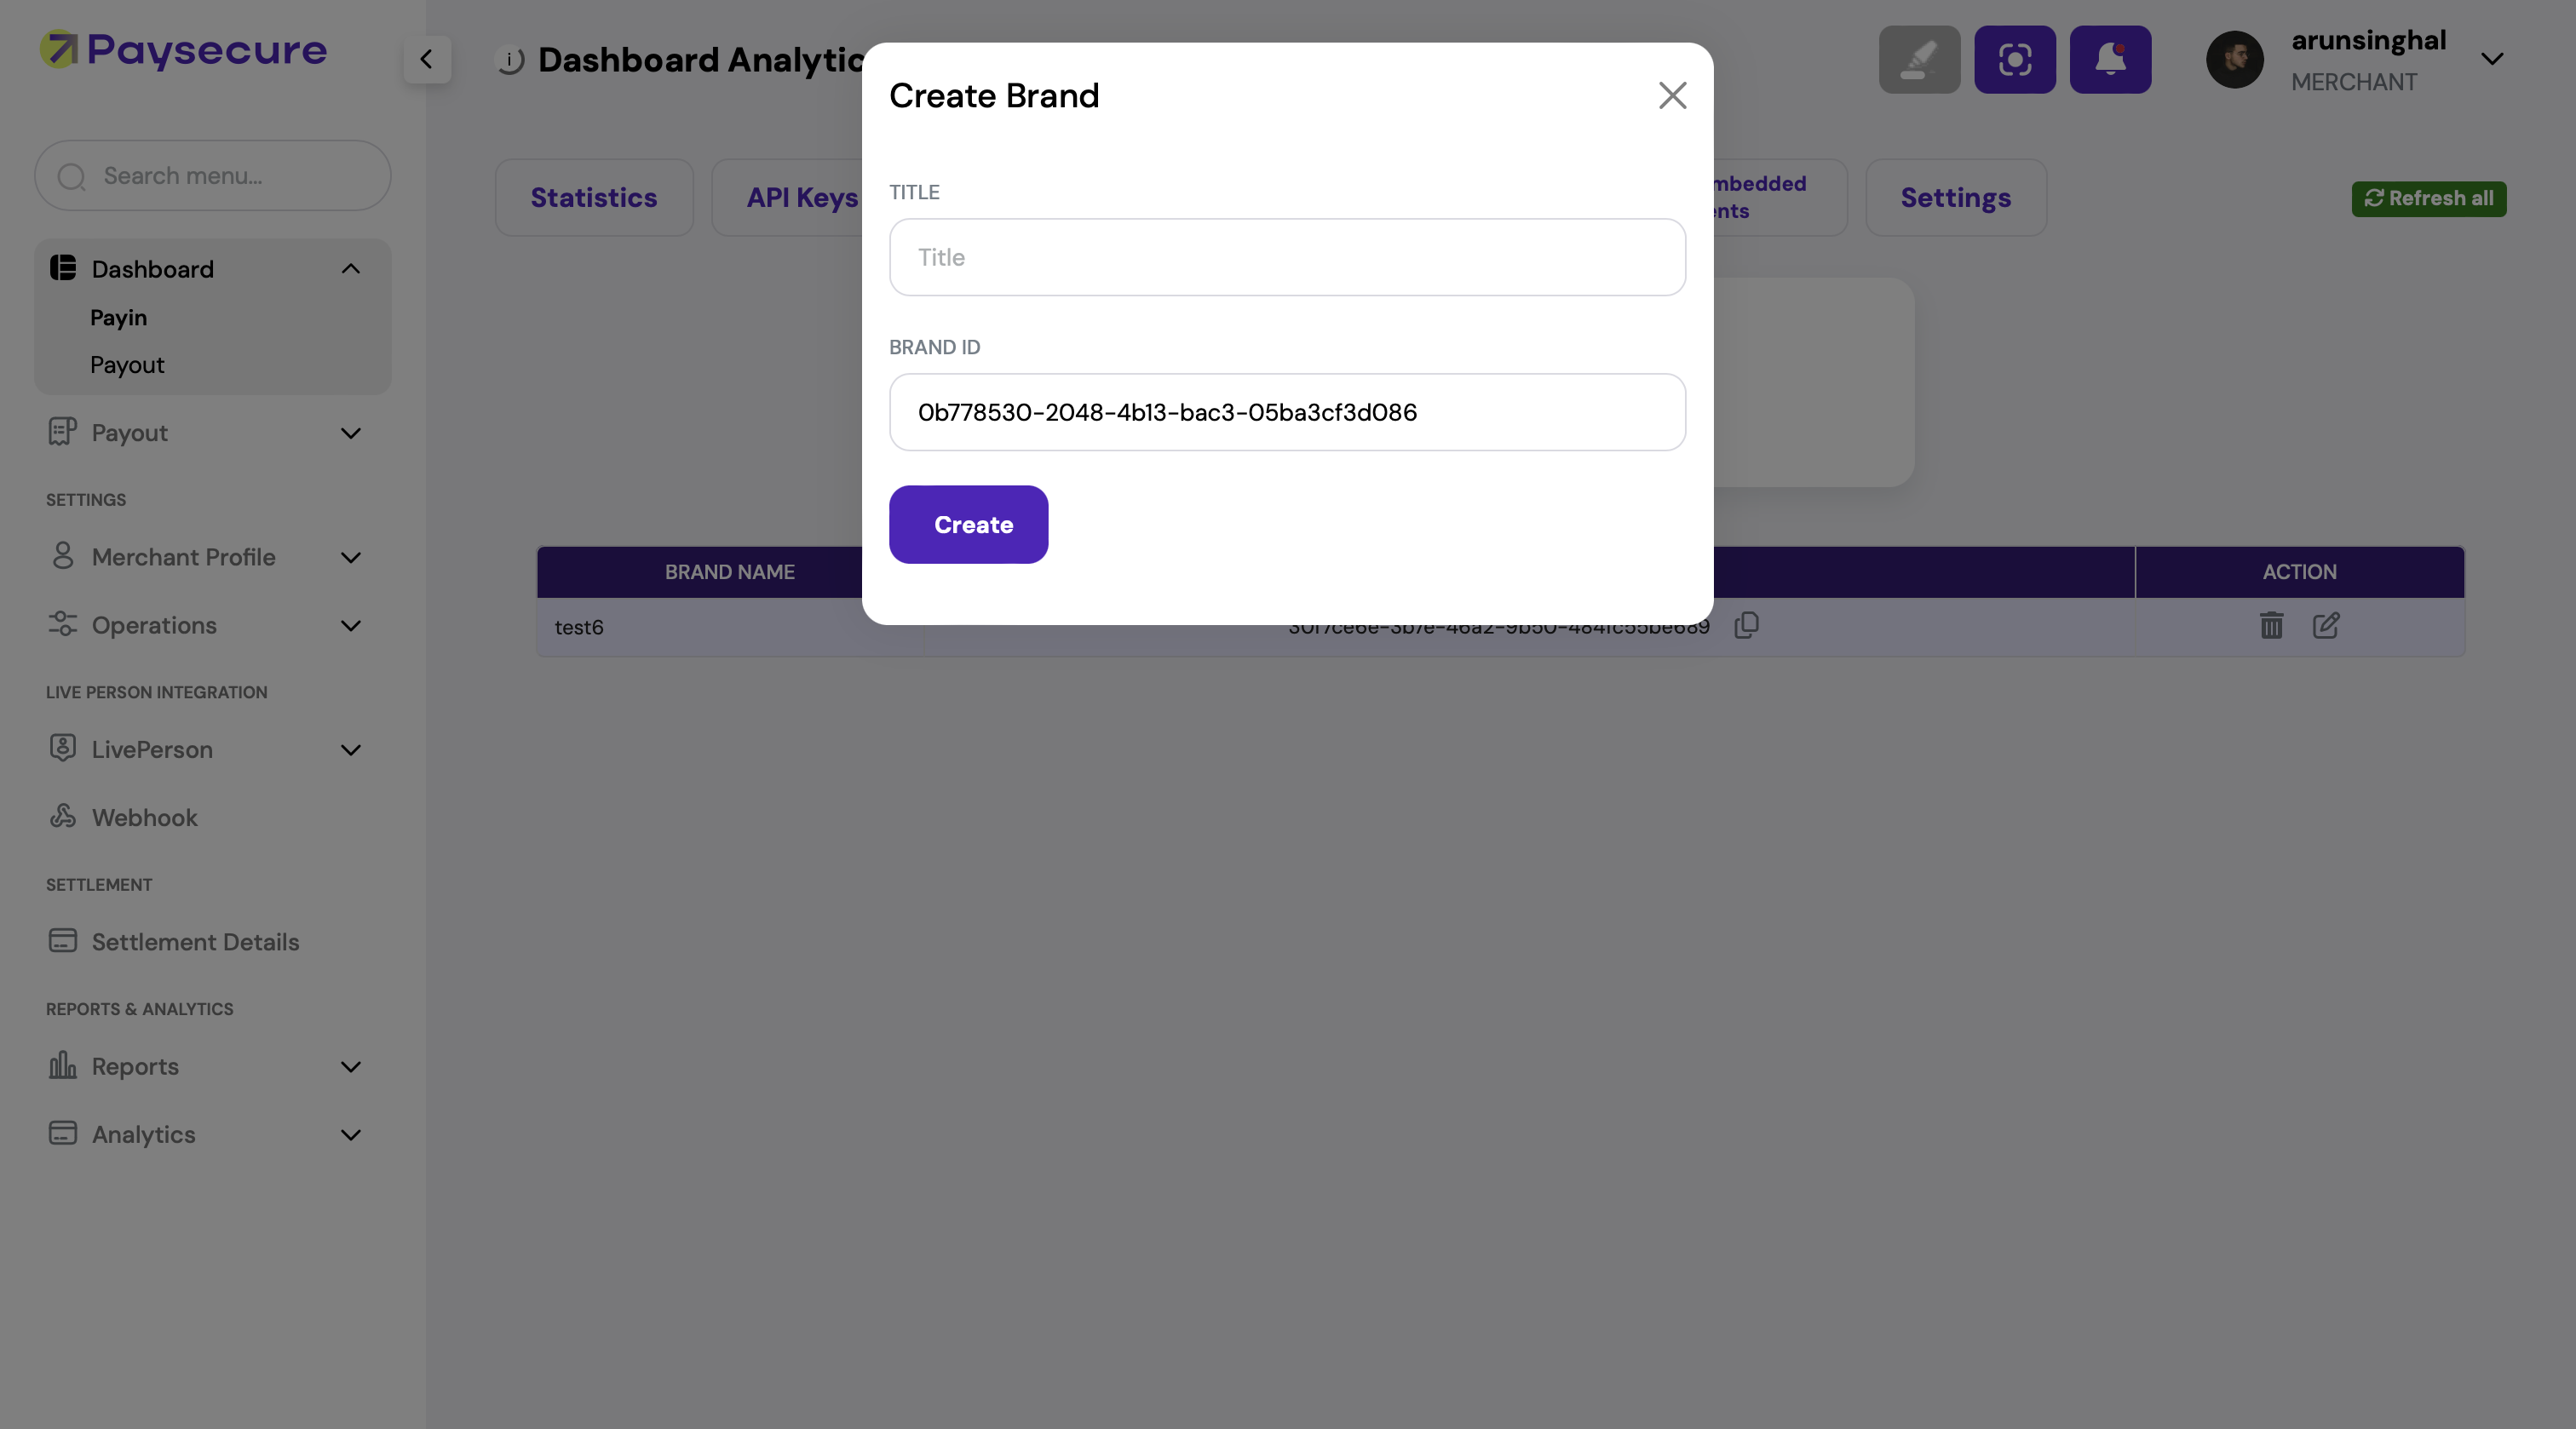 Paysecure
Search menu...
Dashboard
Payin
Payout
Payout
SETTINGS
Merchant Profile
Operations
LIVE PERSON INTEGRATION
LivePerson
Webhook
SETTLEMENT
Settlement Details
REPORTS & ANALYTICS
Reports
Analytics
Dashboard Analytic
arunsinghal
MERCHANT
Statistics
API Keys
mbedded
ents
Settings
Refresh all
Create Brand
TITLE
Title
BRAND ID
0b778530-2048-4b13-bac3-05ba3cf3d086
Create
BRAND NAME
ACTION
test6